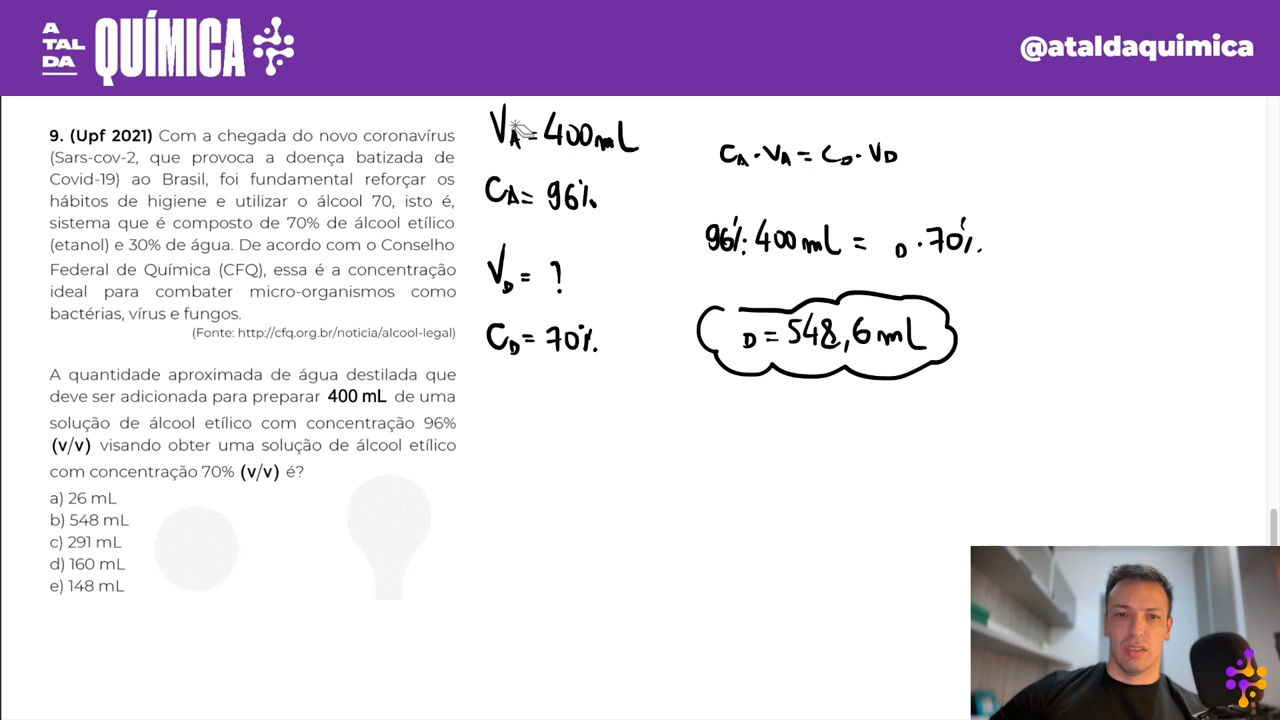 A
TAL
DA
QUÍMICA
@ataldaquimica
9. (Upf 2021) Com a chegada do novo coronavírus
(Sars-cov-2, que provoca a doença batizada de
Covid-19) ao Brasil, foi fundamental reforçar os
hábitos de higiene e utilizar o álcool 70, isto é,
sistema que é composto de 70% de álcool etílico
(etanol) e 30% de água. De acordo com o Conselho
Federal de Química (CFQ), essa é a concentração
ideal para combater micro-organismos como
bactérias, vírus e fungos.
(Fonte: http://cfq.org.br/noticia/alcool-legal)
A quantidade aproximada de água destilada que
deve ser adicionada para preparar 400 mL de uma
solução de álcool etílico com concentração 96%
(v/v) visando obter uma solução de álcool etílico
com concentração 70% (v/v) é?
a) 26 mL
b) 548 mL
c) 291 mL
d) 160 mL
e) 148 mL
VA = 400 mL
CA = 96%
VD = ?
CD = 70%
CA . VA = CD . VD
96% . 400 mL = D . 70%
D = 548,6 mL